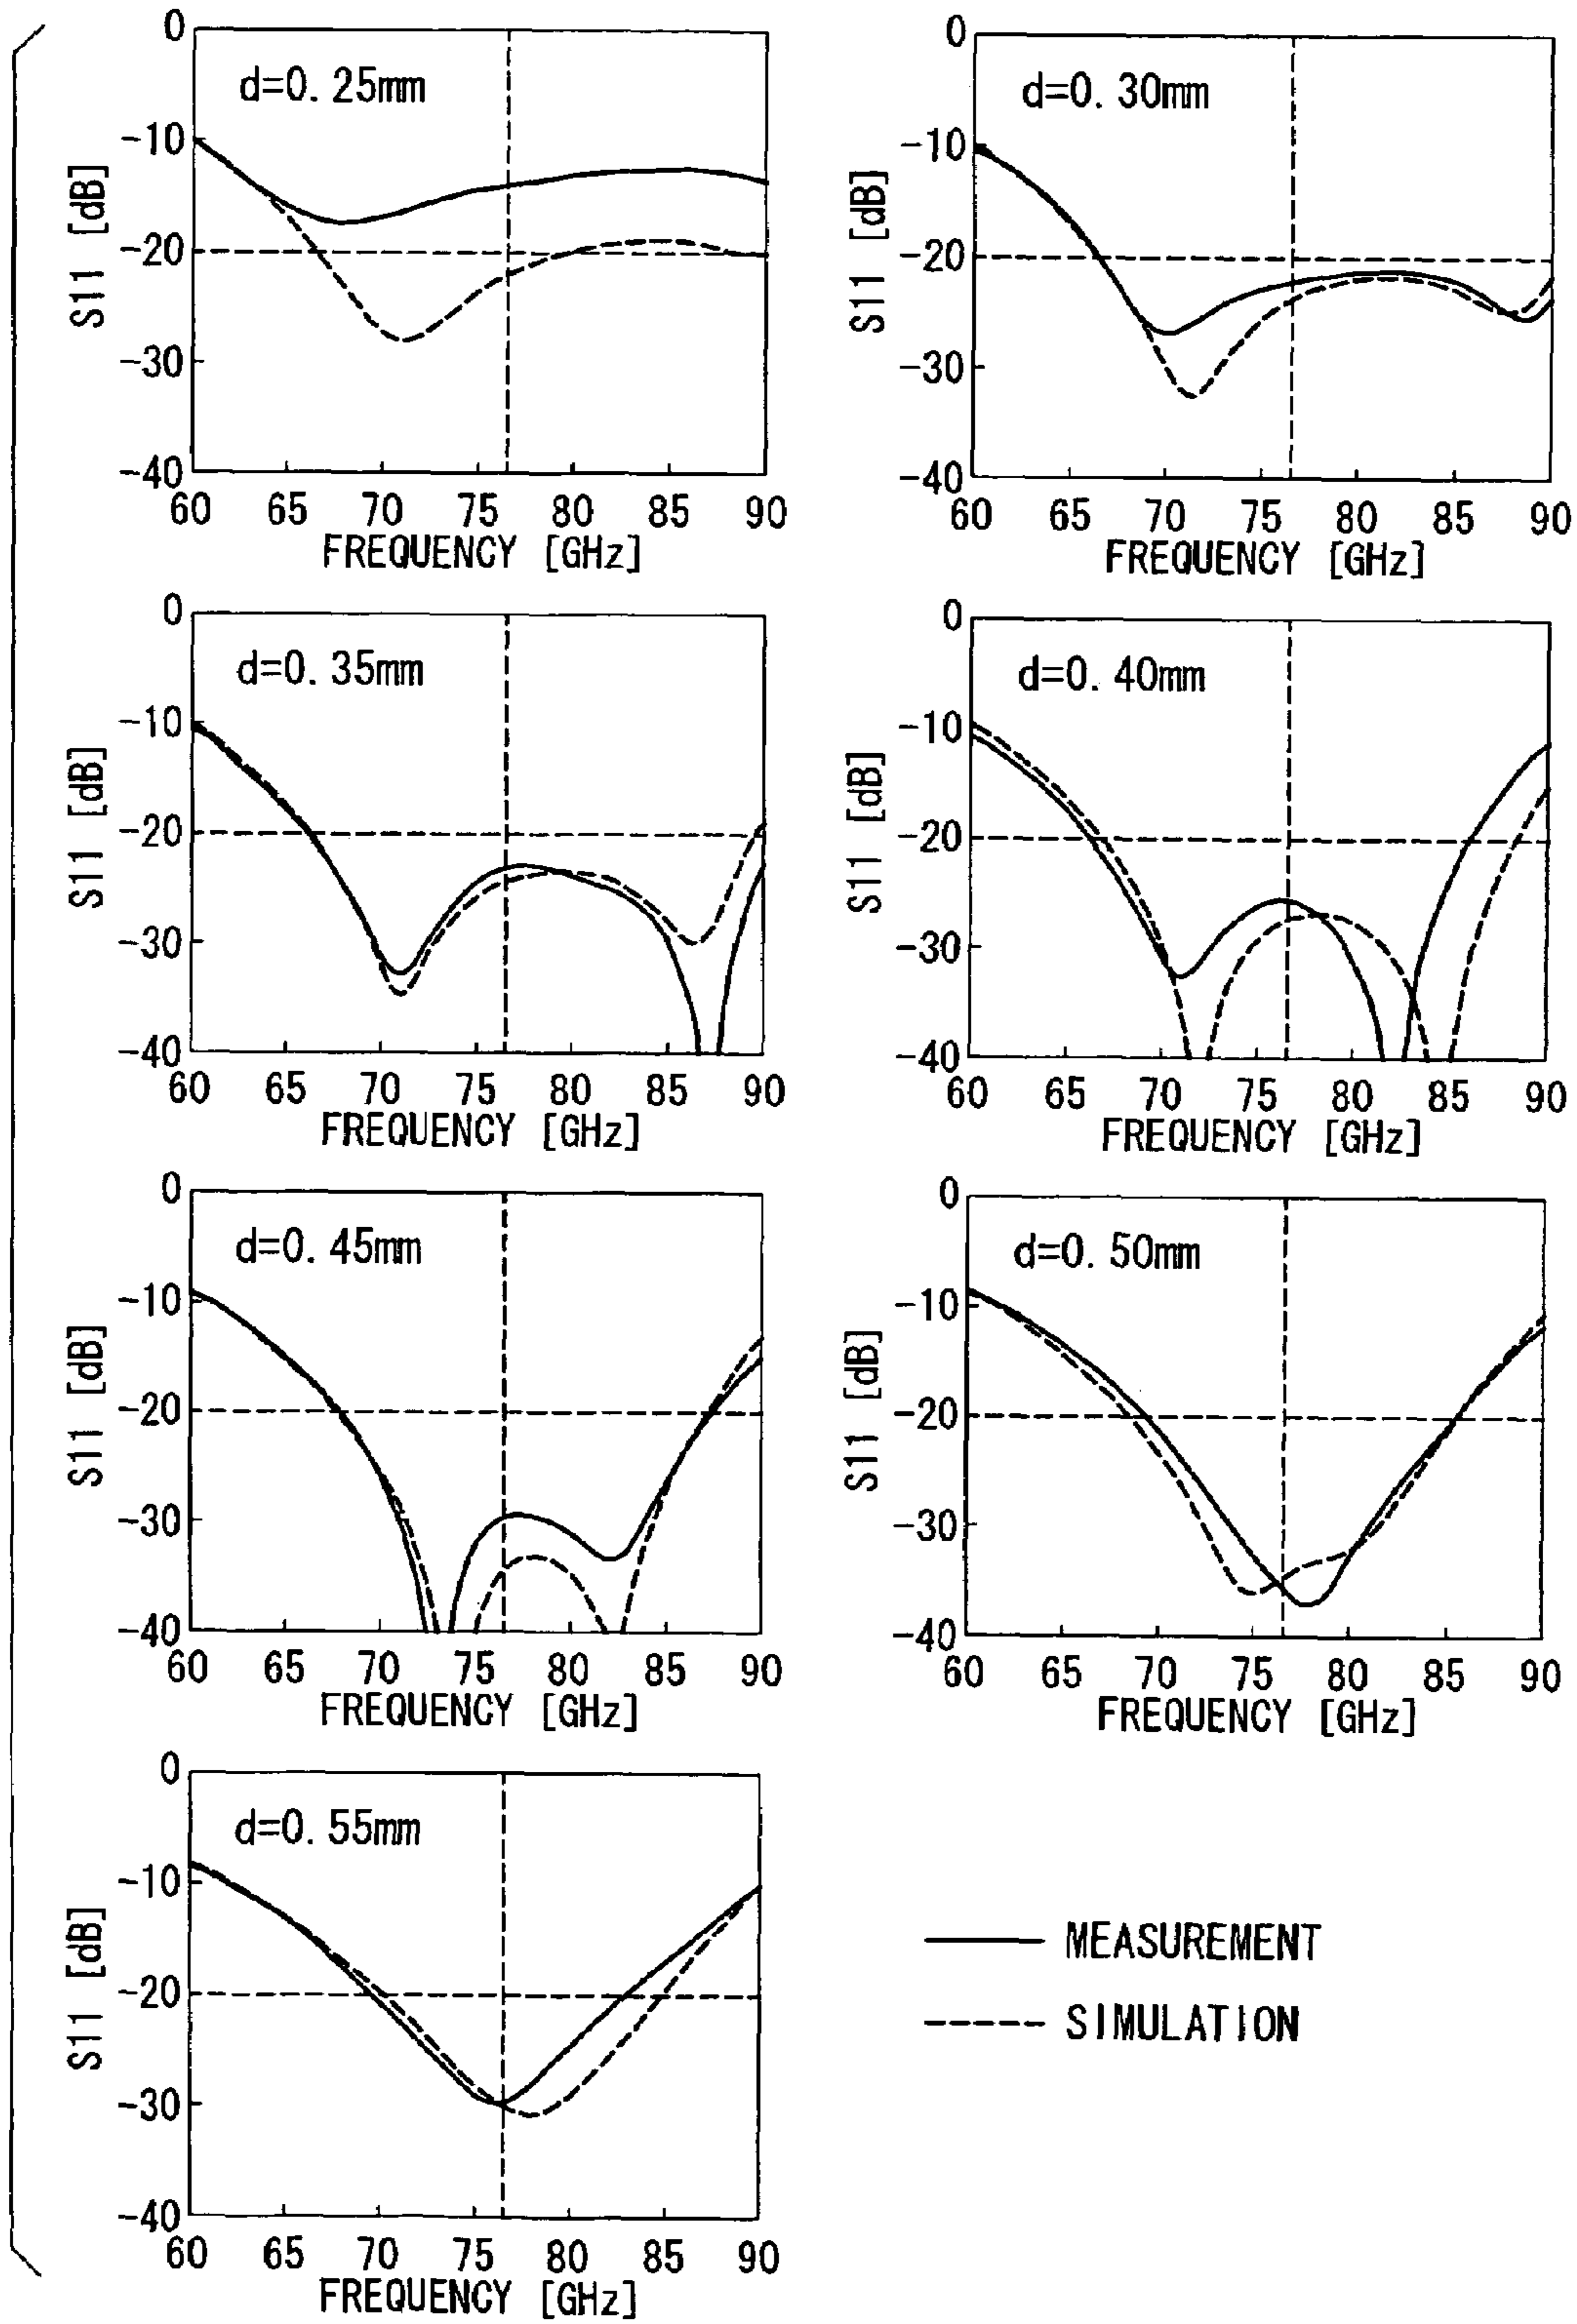 0
-10
-20
-30
-40
S11 [dB]
d=0.25mm
60 65 70 75 80 85 90
FREQUENCY [GHz]
0
-10
-20
-30
-40
S11 [dB]
d=0.30mm
60 65 70 75 80 85 90
FREQUENCY [GHz]
0
-10
-20
-30
-40
S11 [dB]
d=0.35mm
60 65 70 75 80 85 90
FREQUENCY [GHz]
0
-10
-20
-30
-40
S11 [dB]
d=0.40mm
60 65 70 75 80 85 90
FREQUENCY [GHz]
0
-10
-20
-30
-40
S11 [dB]
d=0.45mm
60 65 70 75 80 85 90
FREQUENCY [GHz]
0
-10
-20
-30
-40
S11 [dB]
d=0.50mm
60 65 70 75 80 85 90
FREQUENCY [GHz]
0
-10
-20
-30
-40
S11 [dB]
d=0.55mm
60 65 70 75 80 85 90
FREQUENCY [GHz]
MEASUREMENT
SIMULATION